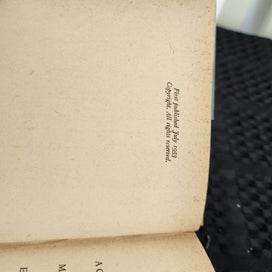 First published July 1953
Copyright. All rights reserved.
A
M
E